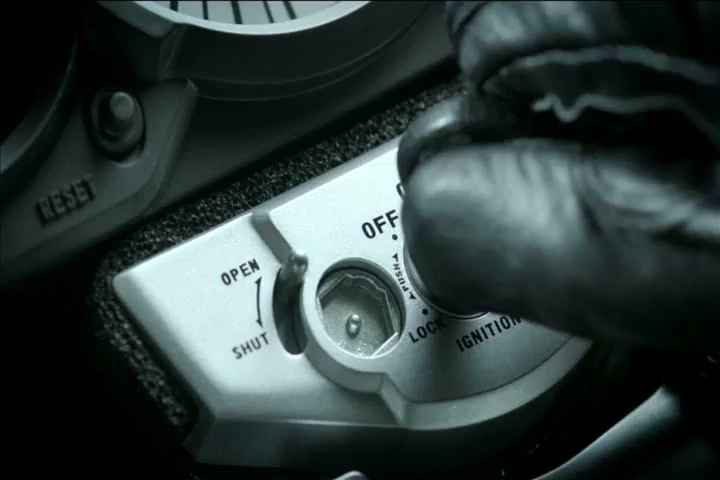 RESET
OPEN
SHUT
OFF
PUSH
LOCK
IGNITION